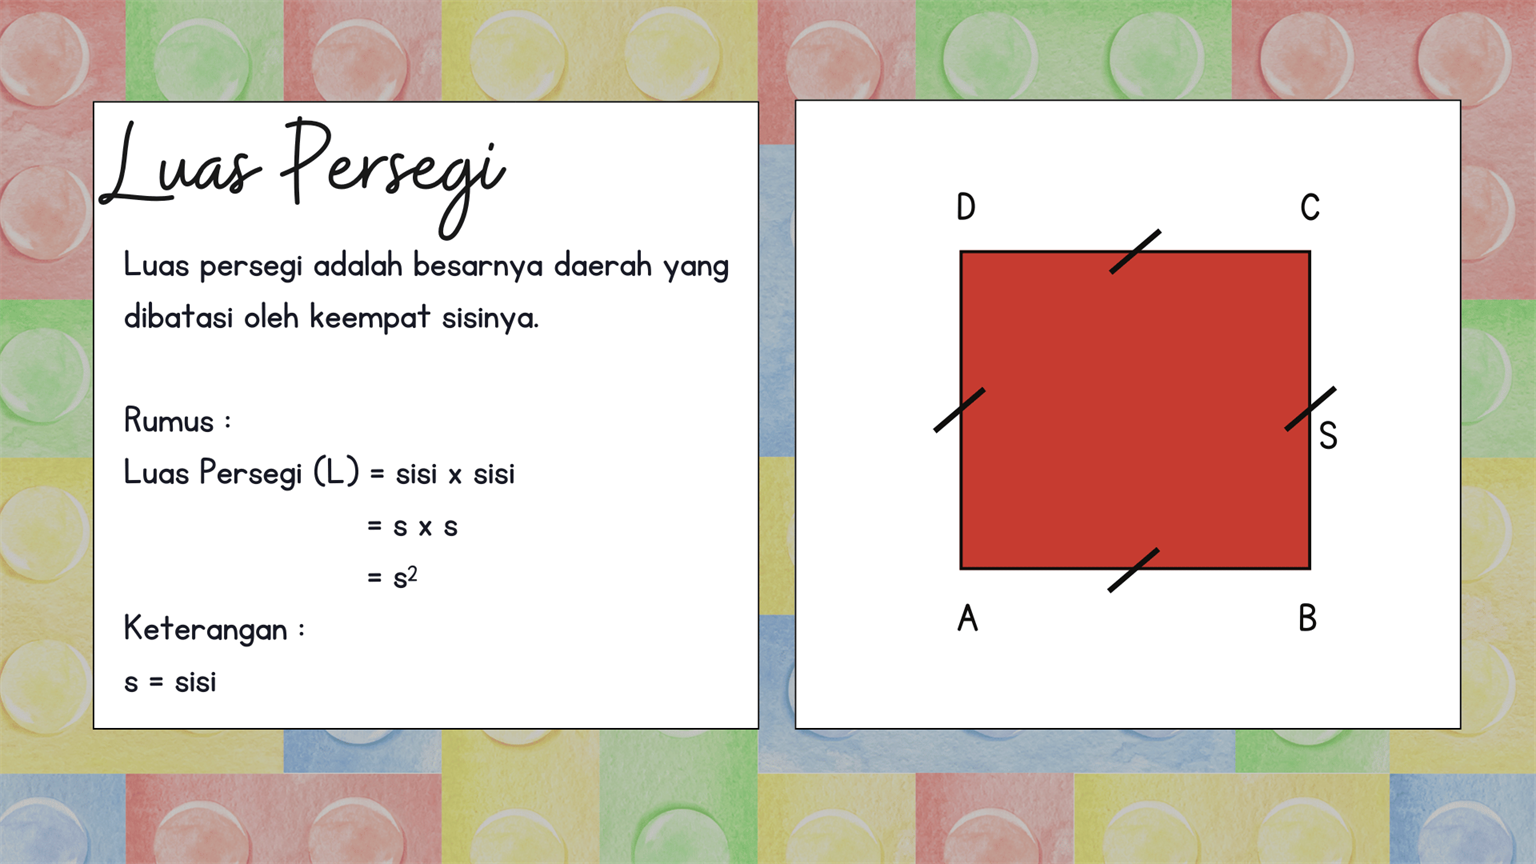 Luas Persegi
Luas persegi adalah besarnya daerah yang
dibatasi oleh keempat sisinya.
Rumus :
Luas Persegi (L) = sisi x sisi
= s x s
= s²
Keterangan :
s = sisi
D
C
S
A
B